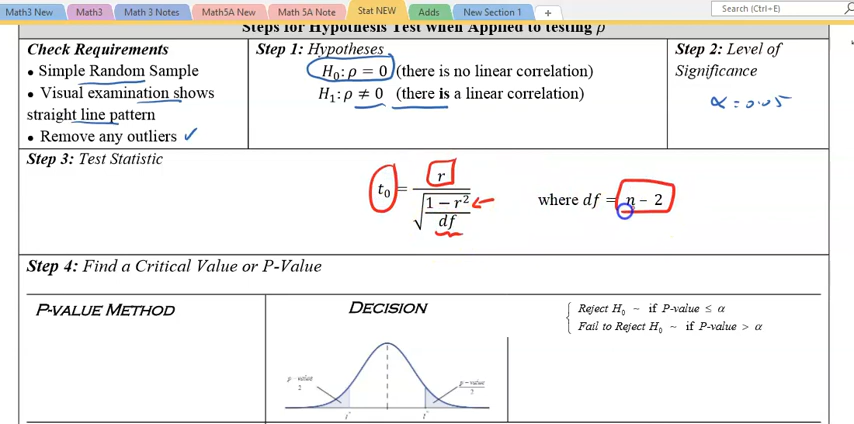 Math3 New
Math3
Math 3 Notes
Math5A New
Math 5A Note
Stat NEW
Adds
New Section 1
+
Search (Ctrl+E)
Steps for Hypothesis Test when Applied to testing ρ
Check Requirements
• Simple Random Sample
• Visual examination shows
straight line pattern
• Remove any outliers ✓
Step 1: Hypotheses
H₀: ρ = 0 (there is no linear correlation)
H₁: ρ ≠ 0 (there is a linear correlation)
Step 2: Level of
Significance
α = 0.05
Step 3: Test Statistic
t₀ = r / √((1 − r²) / df) where df = n − 2
Step 4: Find a Critical Value or P-Value
P-VALUE METHOD
DECISION
Reject H₀ ~ if P-value ≤ α
Fail to Reject H₀ ~ if P-value > α
p-value
2
p-value
2